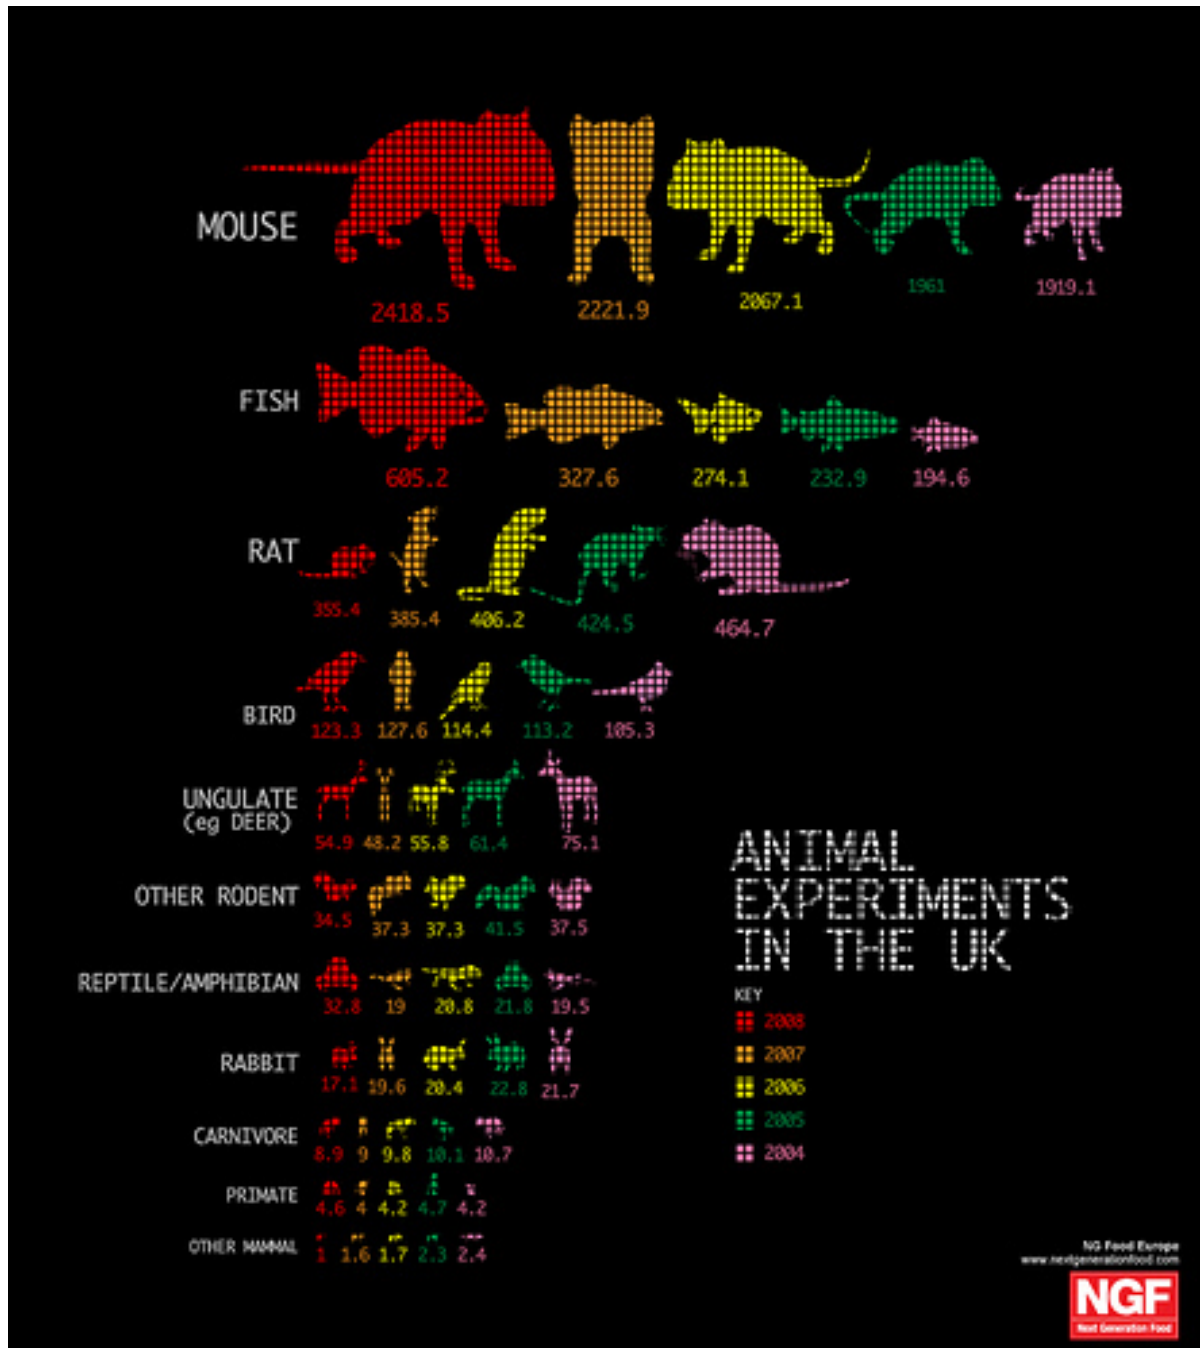 MOUSE
2418.5 2221.9 2067.1 1961 1919.1
FISH
605.2 327.6 274.1 232.9 194.6
RAT
355.4 385.4 406.2 424.5 464.7
BIRD
123.3 127.6 114.4 113.2 105.3
UNGULATE
(eg DEER)
54.9 48.2 55.8 61.4 75.1
OTHER RODENT
34.5 37.3 37.3 41.5 37.5
REPTILE/AMPHIBIAN
32.8 19 20.8 21.8 19.5
RABBIT
17.1 19.6 20.4 22.8 21.7
CARNIVORE
8.9 9 9.8 10.1 10.7
PRIMATE
4.6 4 4.2 4.7 4.2
OTHER MAMMAL
1 1.6 1.7 2.3 2.4
ANIMAL
EXPERIMENTS
IN THE UK
KEY
2008
2007
2006
2005
2004
NG Food Europe
www.nextgenerationfood.com
NGF
Next Generation Food